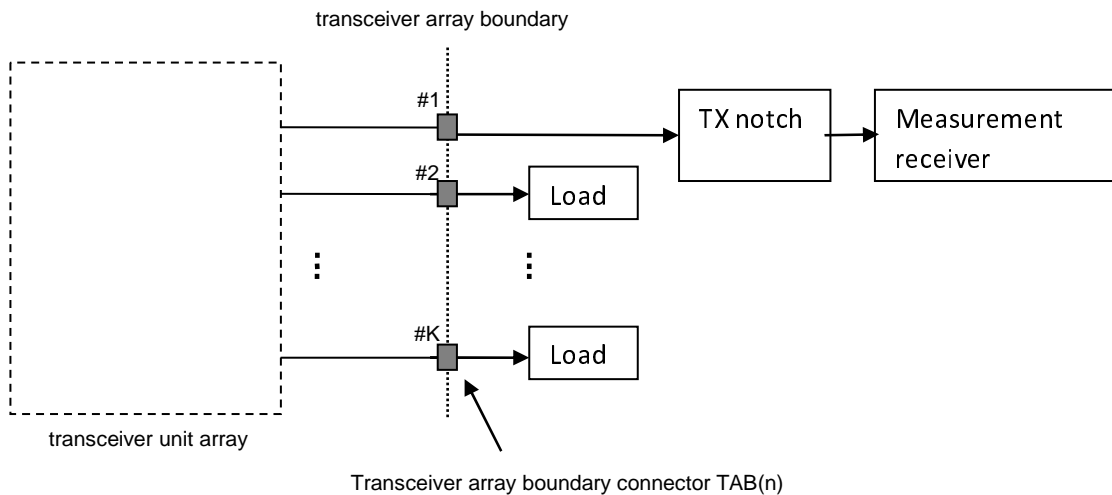 transceiver array boundary
#1
TX notch
Measurement
receiver
#2
Load
#K
Load
transceiver unit array
Transceiver array boundary connector TAB(n)